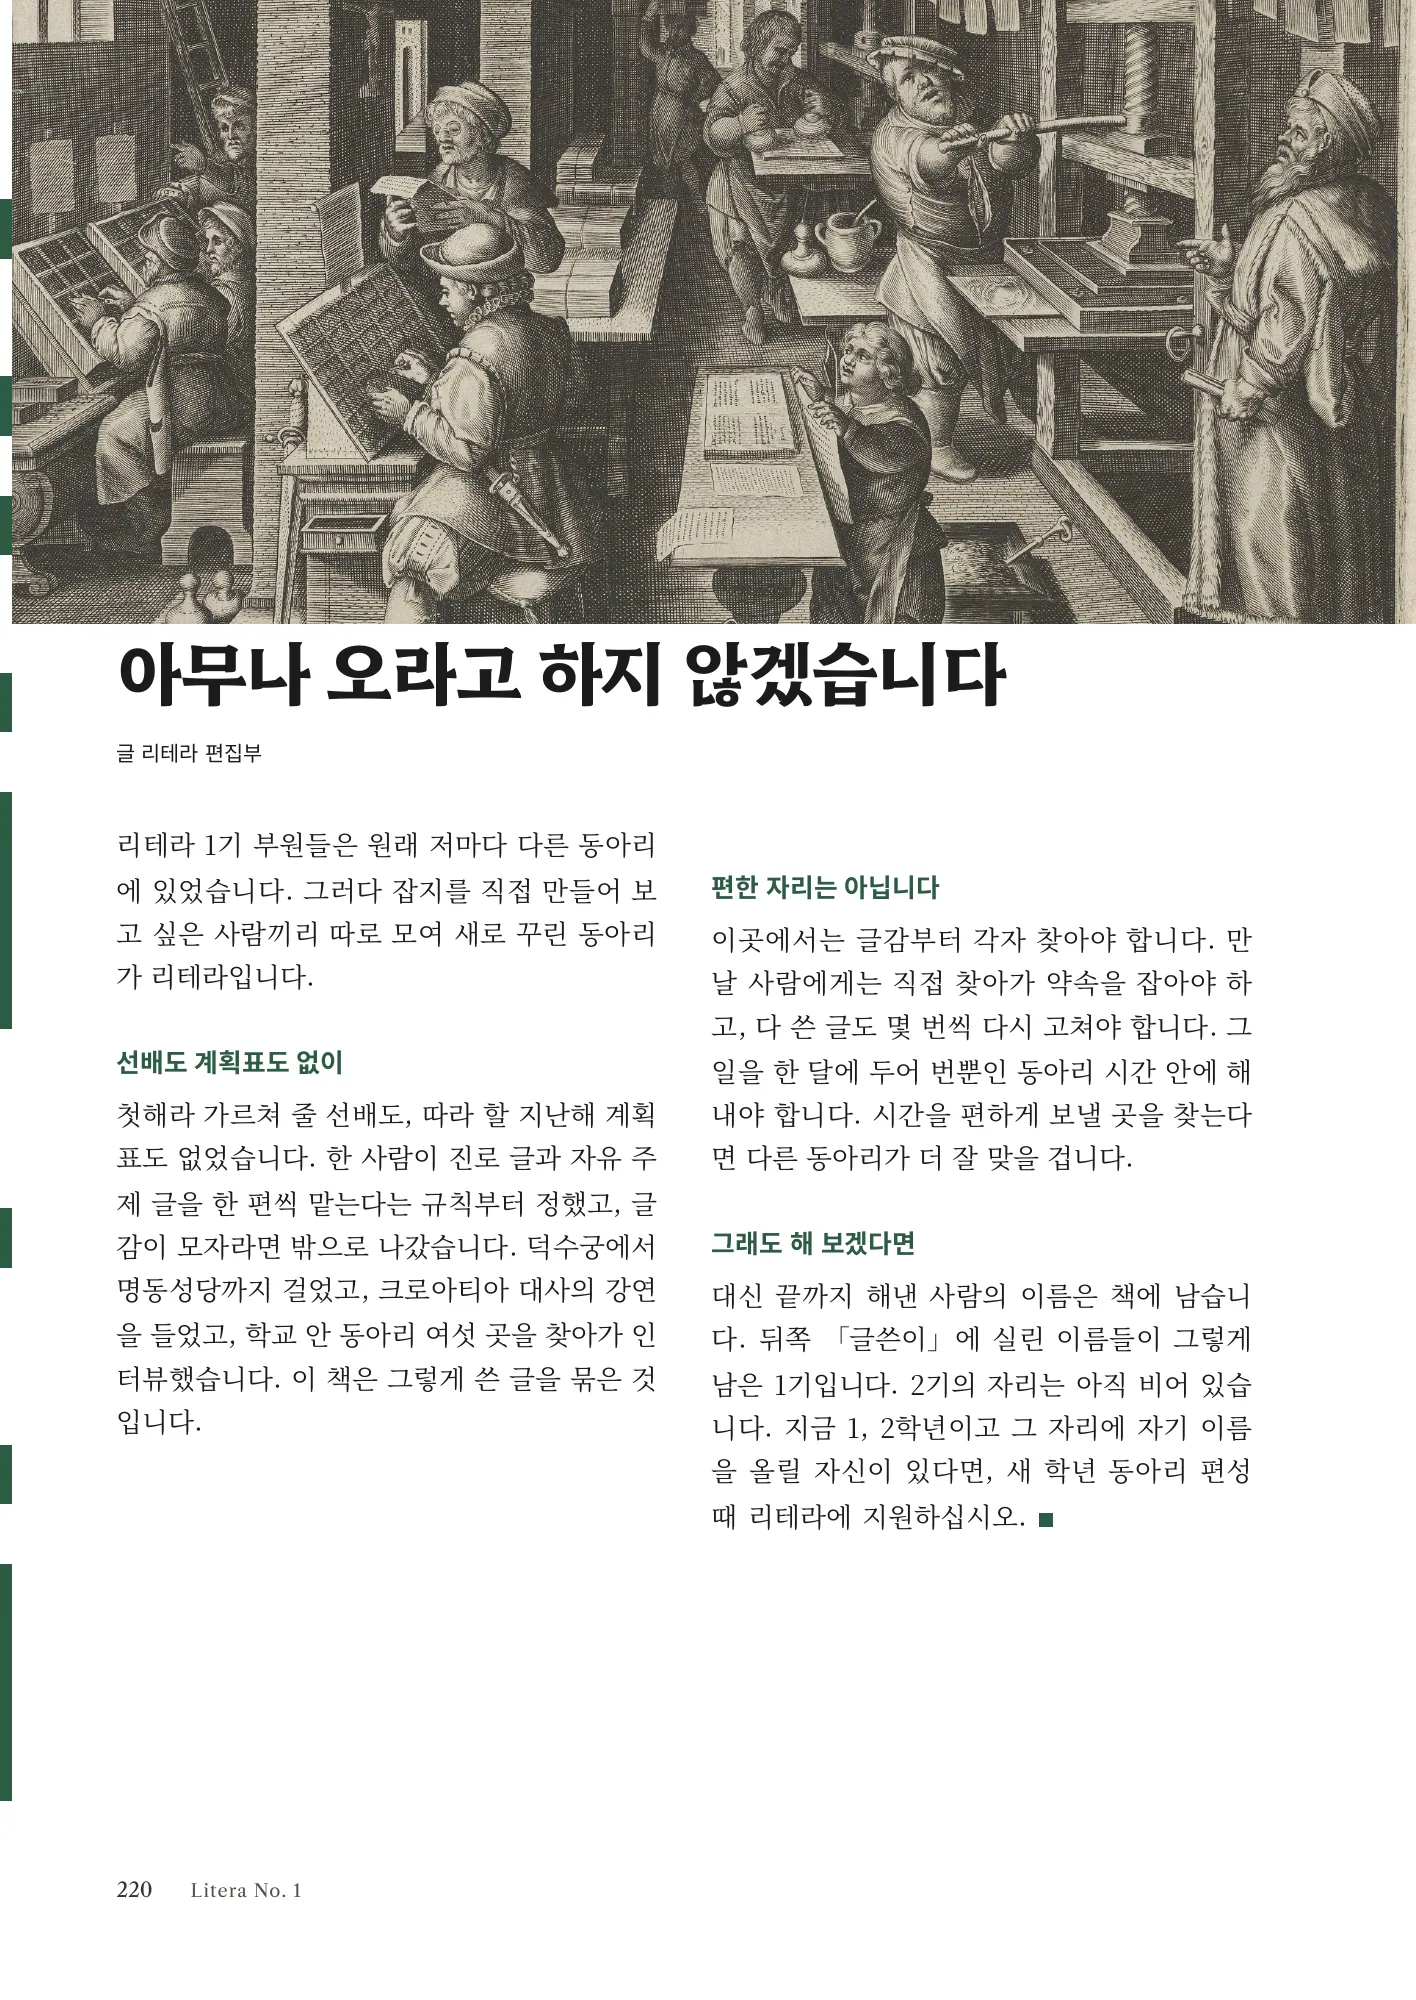 아무나 오라고 하지 않겠습니다
글 리테라 편집부
리테라 1기 부원들은 원래 저마다 다른 동아리
에 있었습니다. 그러다 잡지를 직접 만들어 보
고 싶은 사람끼리 따로 모여 새로 꾸린 동아리
가 리테라입니다.
선배도 계획표도 없이
첫해라 가르쳐 줄 선배도, 따라 할 지난해 계획
표도 없었습니다. 한 사람이 진로 글과 자유 주
제 글을 한 편씩 맡는다는 규칙부터 정했고, 글
감이 모자라면 밖으로 나갔습니다. 덕수궁에서
명동성당까지 걸었고, 크로아티아 대사의 강연
을 들었고, 학교 안 동아리 여섯 곳을 찾아가 인
터뷰했습니다. 이 책은 그렇게 쓴 글을 묶은 것
입니다.
편한 자리는 아닙니다
이곳에서는 글감부터 각자 찾아야 합니다. 만
날 사람에게는 직접 찾아가 약속을 잡아야 하
고, 다 쓴 글도 몇 번씩 다시 고쳐야 합니다. 그
일을 한 달에 두어 번뿐인 동아리 시간 안에 해
내야 합니다. 시간을 편하게 보낼 곳을 찾는다
면 다른 동아리가 더 잘 맞을 겁니다.
그래도 해 보겠다면
대신 끝까지 해낸 사람의 이름은 책에 남습니
다. 뒤쪽 「글쓴이」에 실린 이름들이 그렇게
남은 1기입니다. 2기의 자리는 아직 비어 있습
니다. 지금 1, 2학년이고 그 자리에 자기 이름
을 올릴 자신이 있다면, 새 학년 동아리 편성
때 리테라에 지원하십시오. ■
220 Litera No. 1